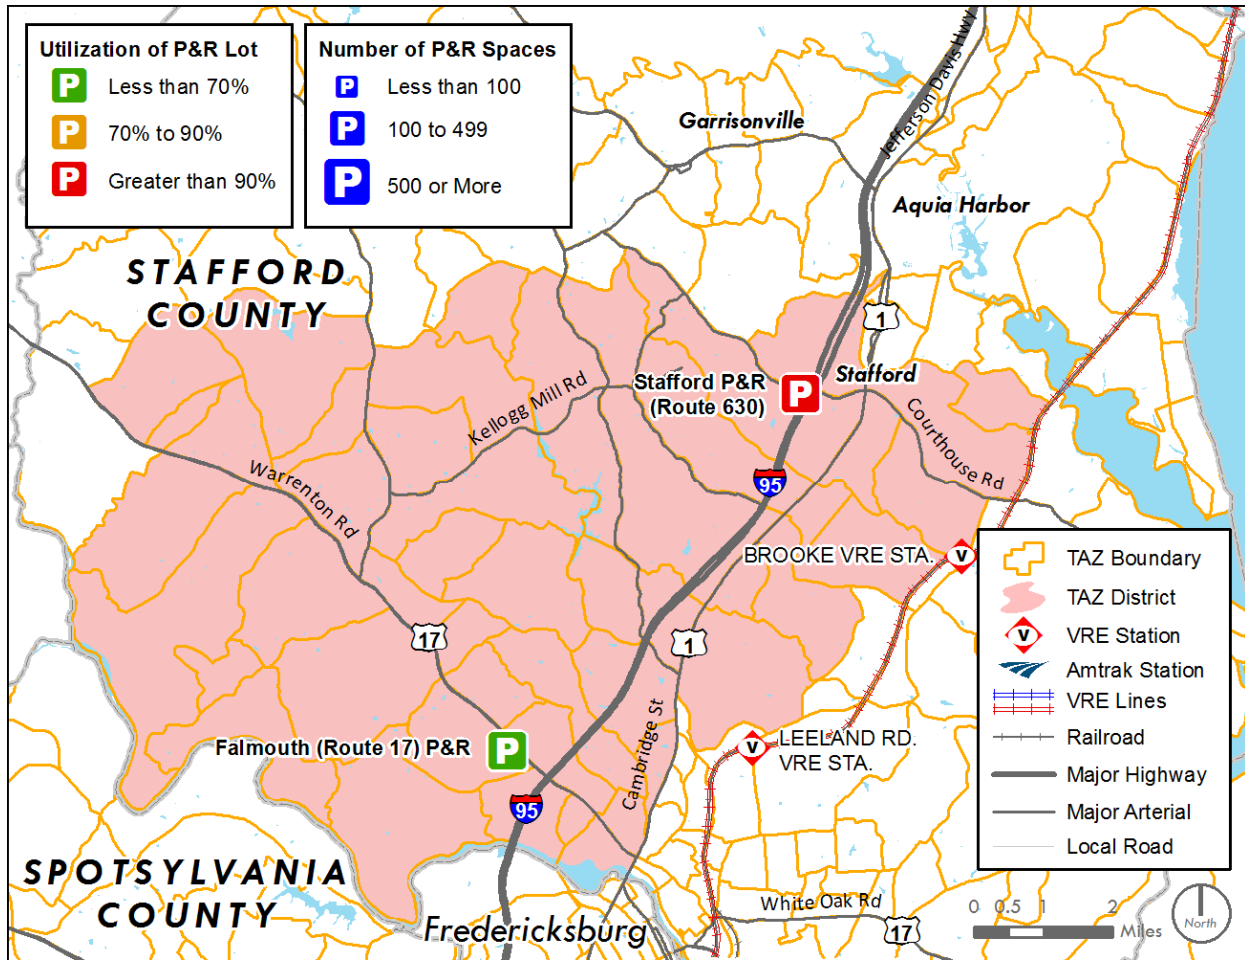 Utilization of P&R Lot
P Less than 70%
P 70% to 90%
P Greater than 90%
Number of P&R Spaces
P Less than 100
P 100 to 499
P 500 or More
Jefferson Davis Hwy
Garrisonville
Aquia Harbor
STAFFORD
COUNTY
1
Stafford
Stafford P&R
(Route 630)
P
Kellogg Mill Rd
Courthouse Rd
Warrenton Rd
95
BROOKE VRE STA.
V
17
1
Falmouth (Route 17) P&R
P
Cambridge St
V
LEELAND RD.
VRE STA.
95
SPOTSYLVANIA
COUNTY
Fredericksburg
White Oak Rd
17
TAZ Boundary
TAZ District
V VRE Station
Amtrak Station
VRE Lines
Railroad
Major Highway
Major Arterial
Local Road
0 0.5 1 2
Miles
North